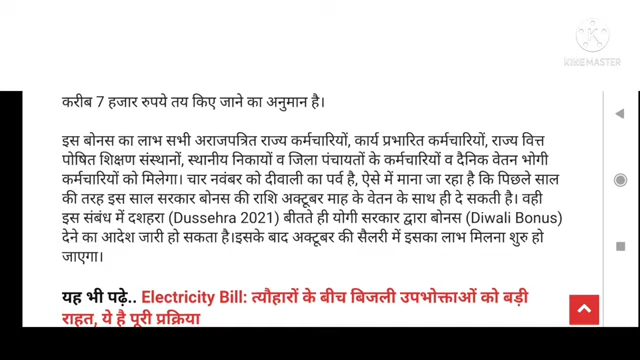 KINEMASTER
करीब 7 हजार रुपये तय किए जाने का अनुमान है।
इस बोनस का लाभ सभी अराजपत्रित राज्य कर्मचारियों, कार्य प्रभारित कर्मचारियों, राज्य वित्त
पोषित शिक्षण संस्थानों, स्थानीय निकायों व जिला पंचायतों के कर्मचारियों व दैनिक वेतन भोगी
कर्मचारियों को मिलेगा। चार नवंबर को दीवाली का पर्व है, ऐसे में माना जा रहा है कि पिछले साल
की तरह इस साल सरकार बोनस की राशि अक्टूबर माह के वेतन के साथ ही दे सकती है। वही
इस संबंध में दशहरा (Dussehra 2021) बीतते ही योगी सरकार द्वारा बोनस (Diwali Bonus)
देने का आदेश जारी हो सकता है।इसके बाद अक्टूबर की सैलरी में इसका लाभ मिलना शुरु हो
जाएगा।
यह भी पढ़े.. Electricity Bill: त्यौहारों के बीच बिजली उपभोक्ताओं को बड़ी
राहत, ये है पूरी प्रक्रिया